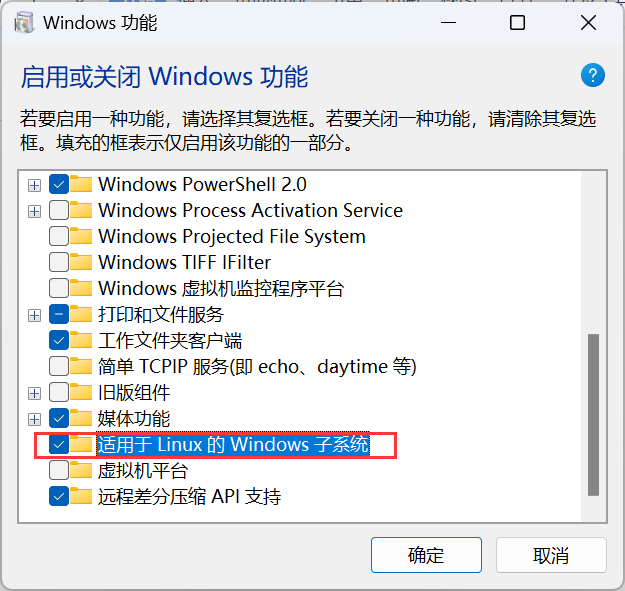 Windows 功能
启用或关闭 Windows 功能
?
若要启用一种功能，请选择其复选框。若要关闭一种功能，请清除其复选
框。填充的框表示仅启用该功能的一部分。
Windows PowerShell 2.0
Windows Process Activation Service
Windows Projected File System
Windows TIFF IFilter
Windows 虚拟机监控程序平台
打印和文件服务
工作文件夹客户端
简单 TCPIP 服务(即 echo、daytime 等)
旧版组件
媒体功能
适用于 Linux 的 Windows 子系统
虚拟机平台
远程差分压缩 API 支持
确定
取消